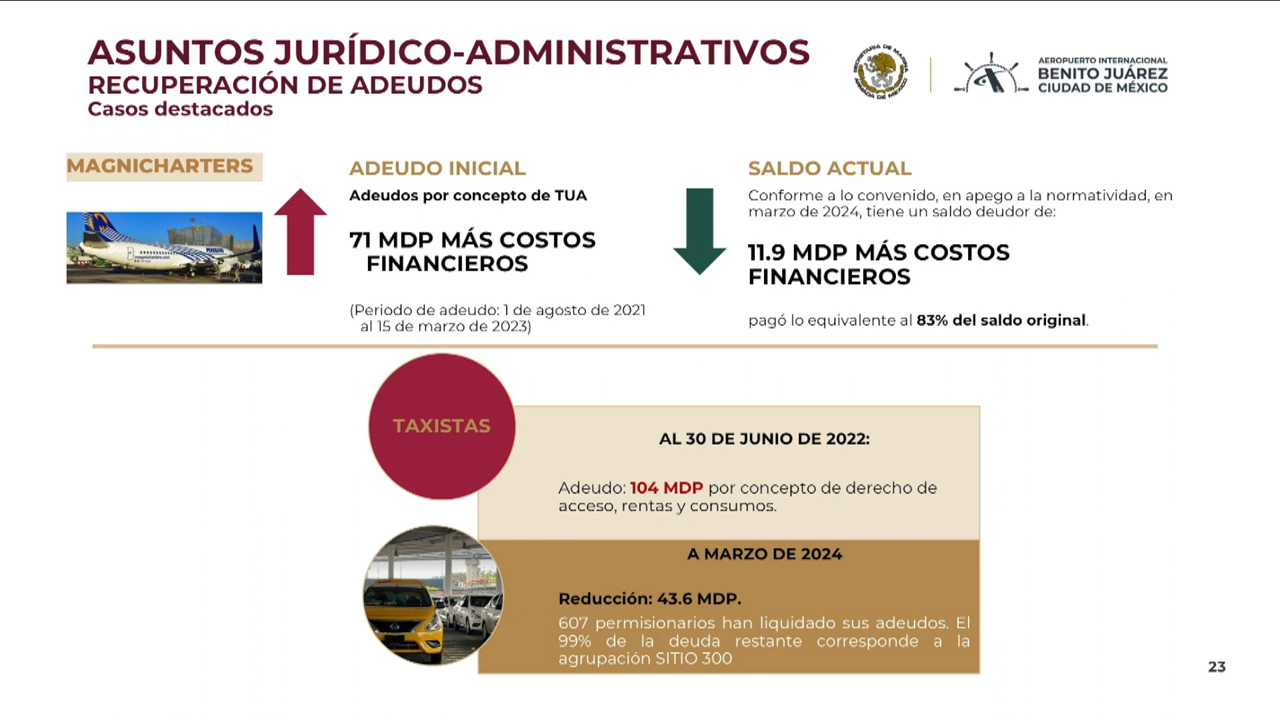 ASUNTOS JURÍDICO-ADMINISTRATIVOS
RECUPERACIÓN DE ADEUDOS
Casos destacados
SECRETARÍA DE MARINA
ARMADA DE MÉXICO
AEROPUERTO INTERNACIONAL
BENITO JUÁREZ
CIUDAD DE MÉXICO
MAGNICHARTERS
ADEUDO INICIAL
Adeudos por concepto de TUA
71 MDP MÁS COSTOS
FINANCIEROS
(Periodo de adeudo: 1 de agosto de 2021
al 15 de marzo de 2023)
SALDO ACTUAL
Conforme a lo convenido, en apego a la normatividad, en
marzo de 2024, tiene un saldo deudor de:
11.9 MDP MÁS COSTOS
FINANCIEROS
pagó lo equivalente al 83% del saldo original.
TAXISTAS
AL 30 DE JUNIO DE 2022:
Adeudo: 104 MDP por concepto de derecho de
acceso, rentas y consumos.
A MARZO DE 2024
Reducción: 43.6 MDP.
607 permisionarios han liquidado sus adeudos. El
99% de la deuda restante corresponde a la
agrupación SITIO 300
23